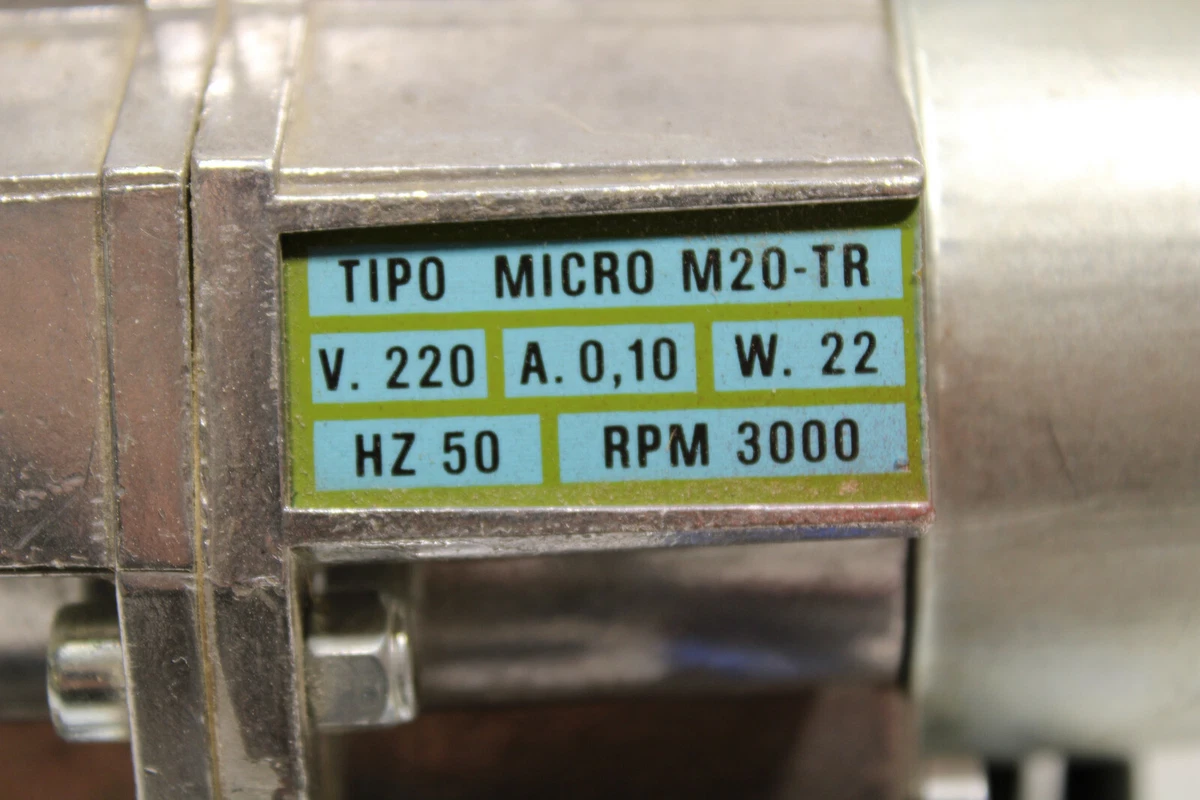 TIPO MICRO M20-TR
V. 220 A. 0,10 W. 22
HZ 50 RPM 3000